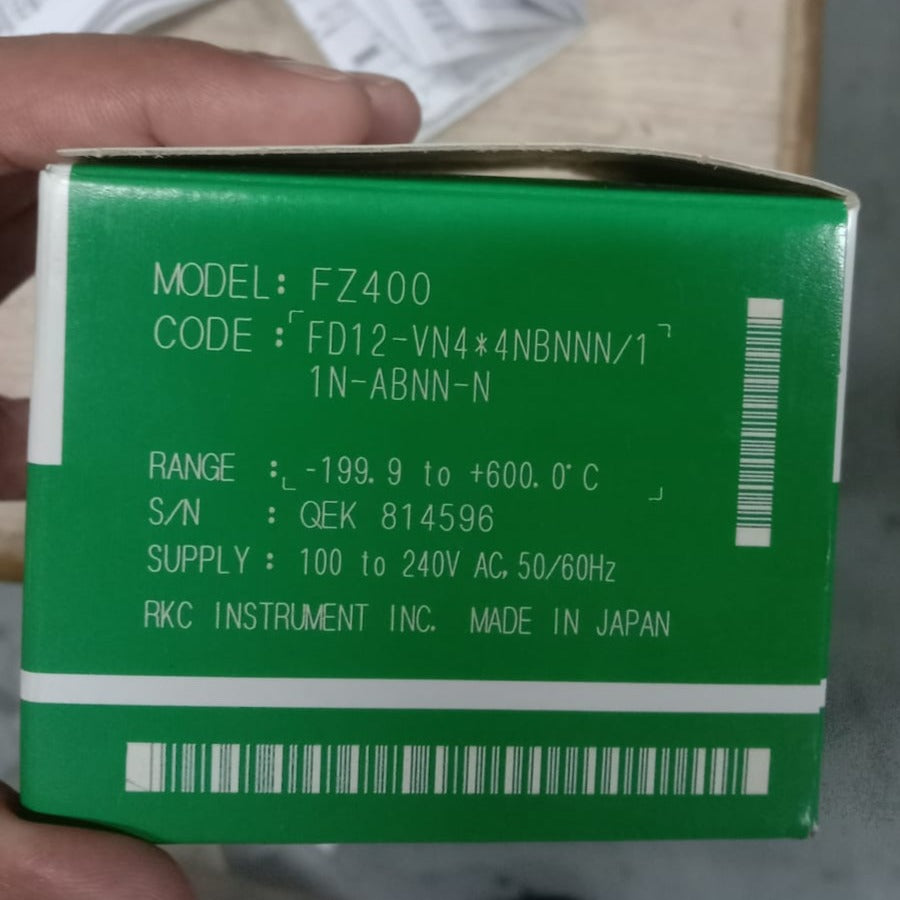 MODEL: FZ400
CODE : FD12-VN4*4NBNNN/1
1N-ABNN-N
RANGE : -199.9 to +600.0°C
S/N : QEK 814596
SUPPLY : 100 to 240V AC, 50/60Hz
RKC INSTRUMENT INC. MADE IN JAPAN